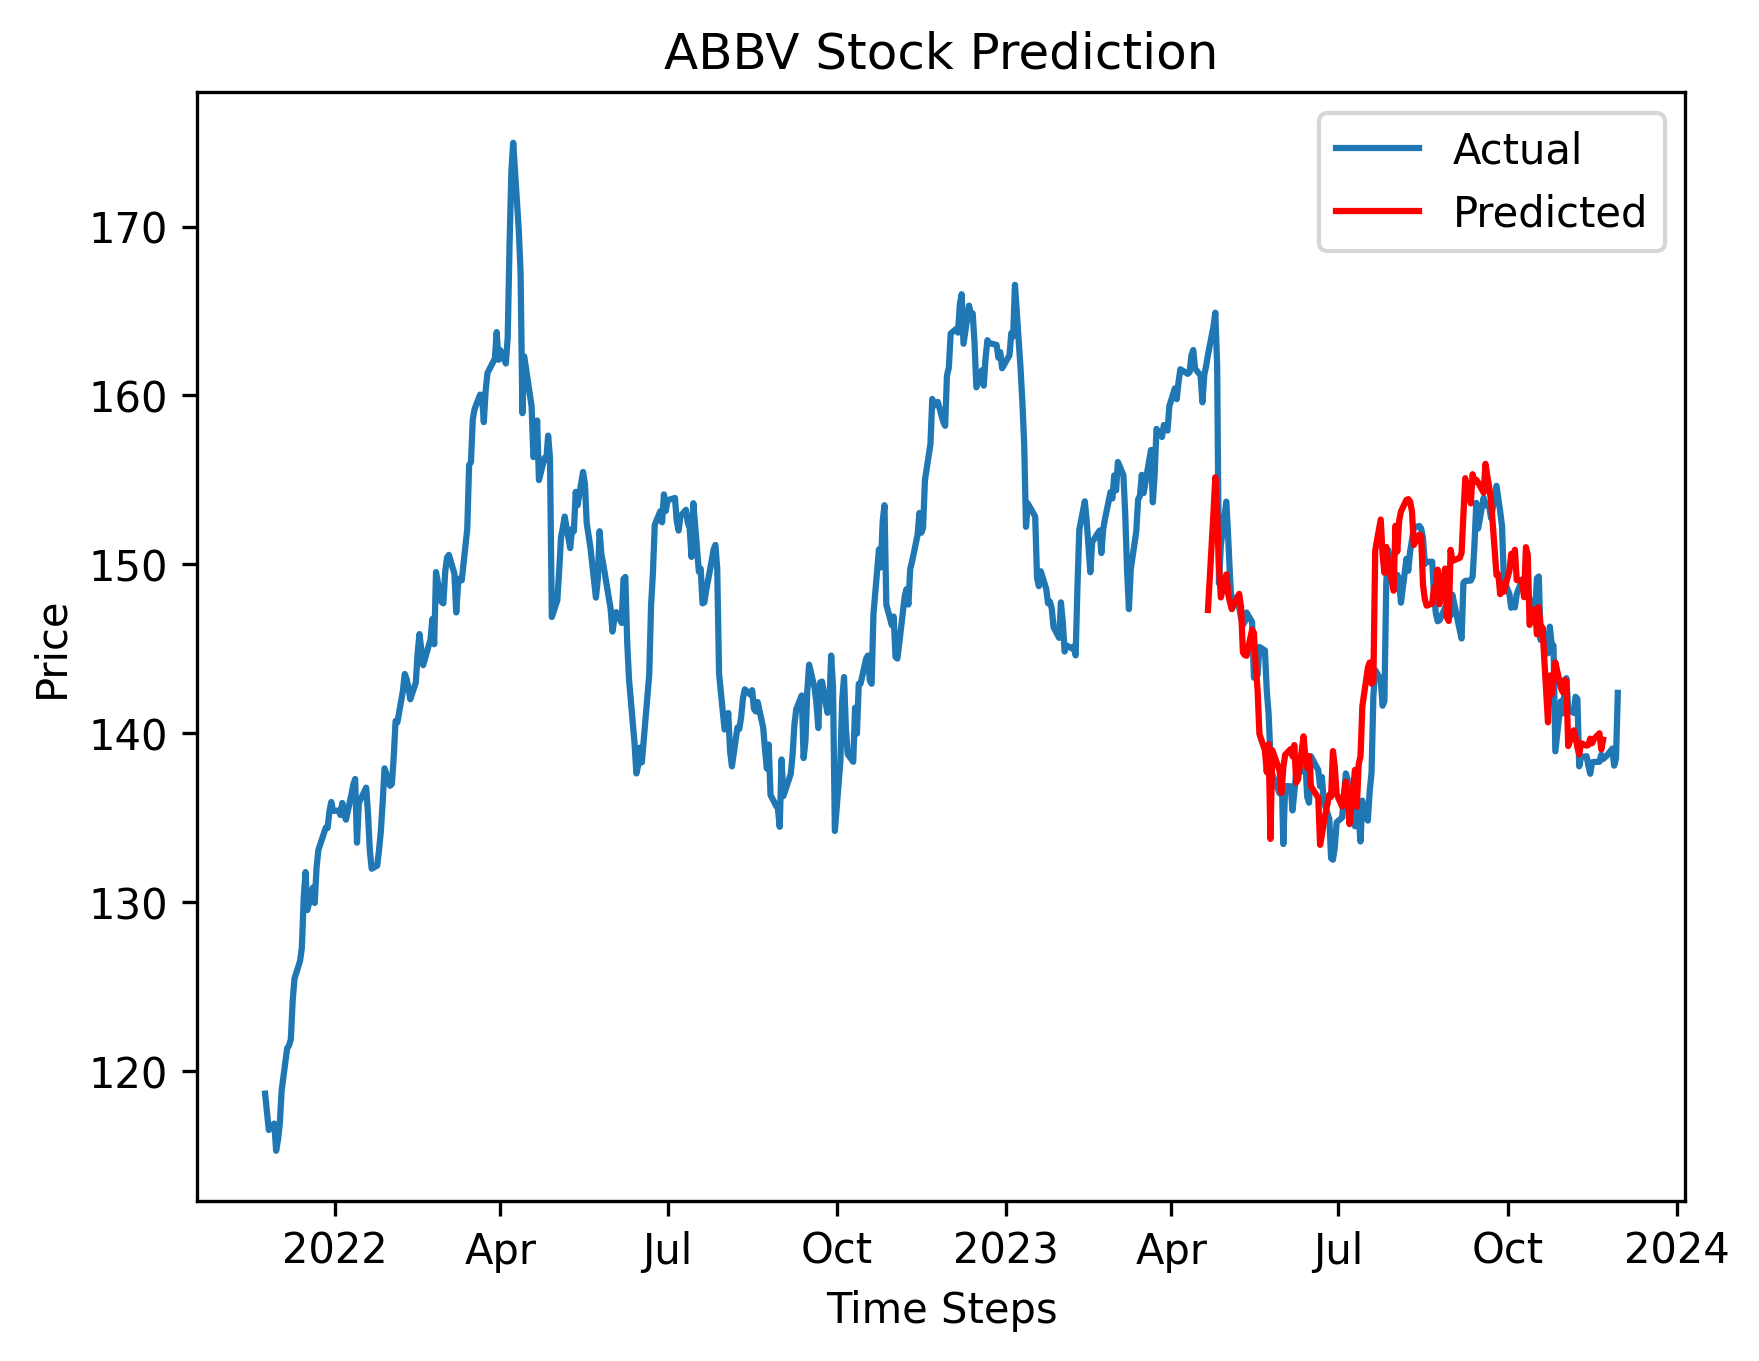 ABBV Stock Prediction
Actual
Predicted
170
160
150
140
130
120
Price
2022 Apr Jul Oct 2023 Apr Jul Oct 2024
Time Steps